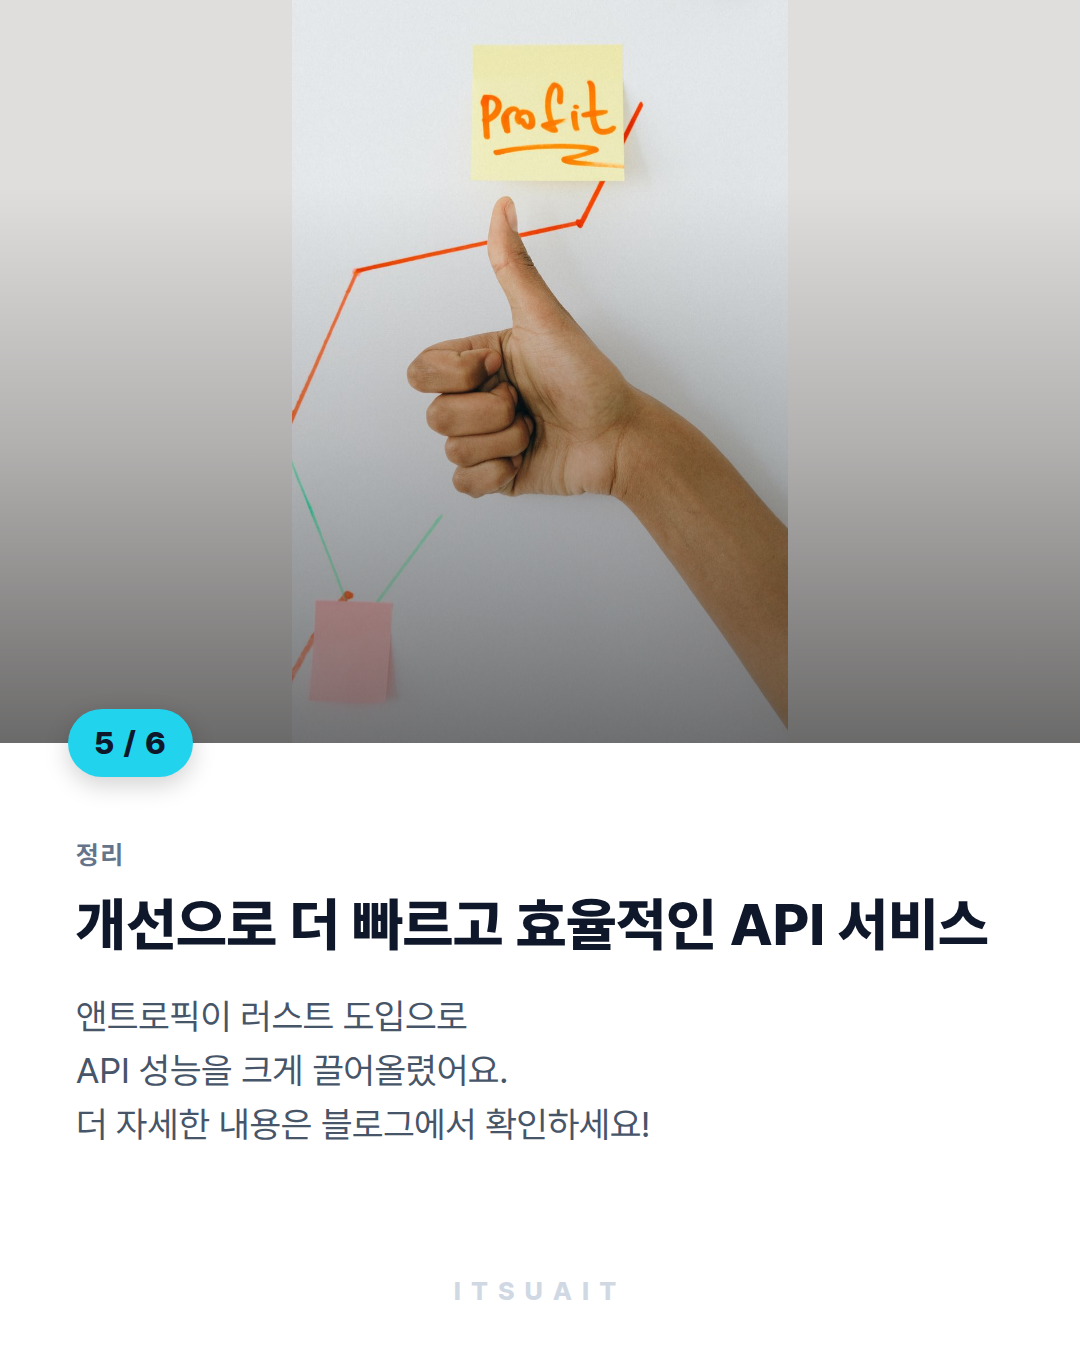 Profit
5 / 6
정리
개선으로 더 빠르고 효율적인 API 서비스
앤트로픽이 러스트 도입으로
API 성능을 크게 끌어올렸어요.
더 자세한 내용은 블로그에서 확인하세요!
ITSUAIT